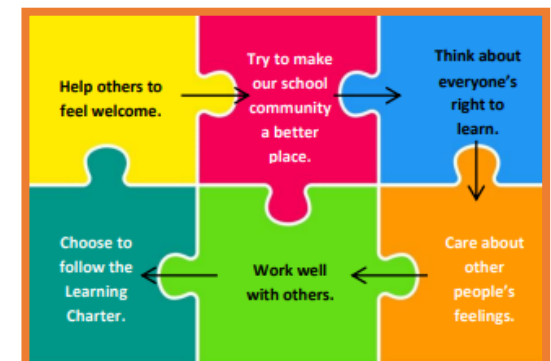 Help others to
feel welcome.
Try to make
our school
community
a better
place.
Think about
everyone's
right to
learn.
Care about
other
people's
feelings.
Work well
with others.
Choose to
follow the
Learning
Charter.